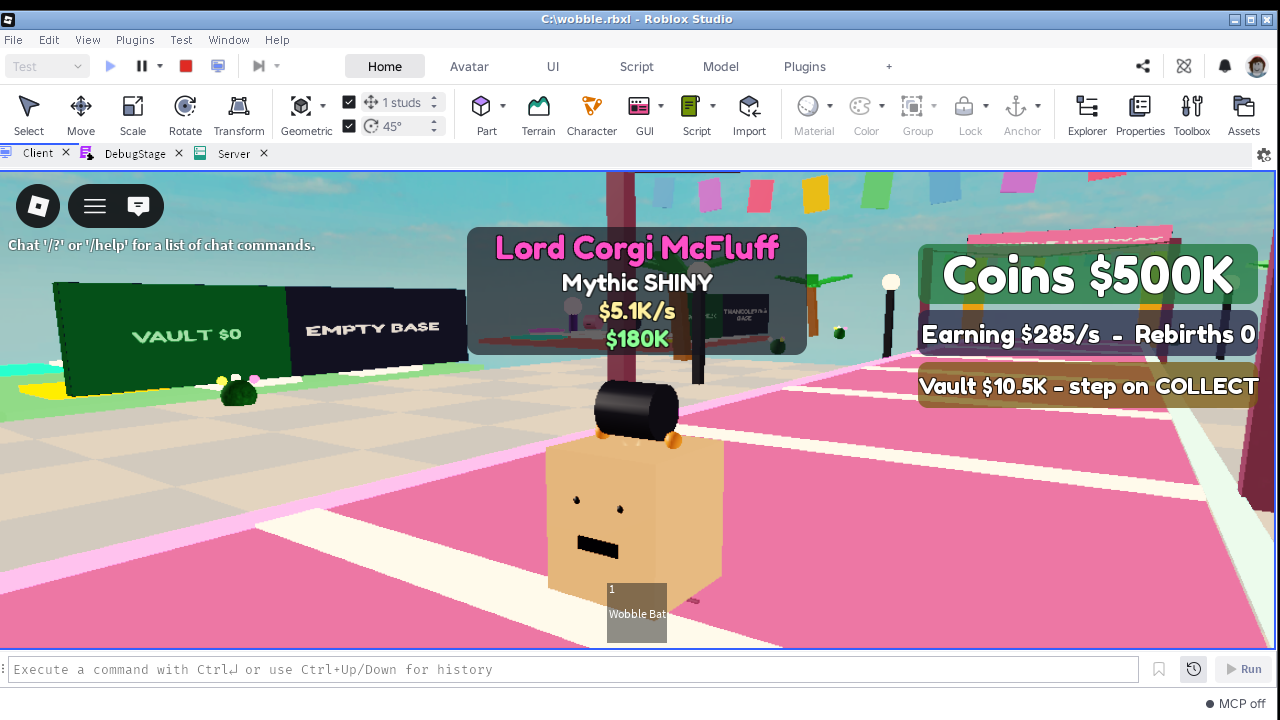 C:\wobble.rbxl - Roblox Studio
File Edit View Plugins Test Window Help
Test
Home Avatar UI Script Model Plugins +
Select Move Scale Rotate Transform Geometric 1 studs 45° Part Terrain Character GUI Script Import Material Color Group Lock Anchor Explorer Properties Toolbox Assets
Client DebugStage Server
Chat '/?' or '/help' for a list of chat commands.
Lord Corgi McFluff
Mythic SHINY
$5.1K/s
$180K
Coins $500K
Earning $285/s - Rebirths 0
Vault $10.5K - step on COLLECT
VAULT $0
EMPTY BASE
1
Wobble Bat
Execute a command with Ctrl↵ or use Ctrl+Up/Down for history
Run
MCP off